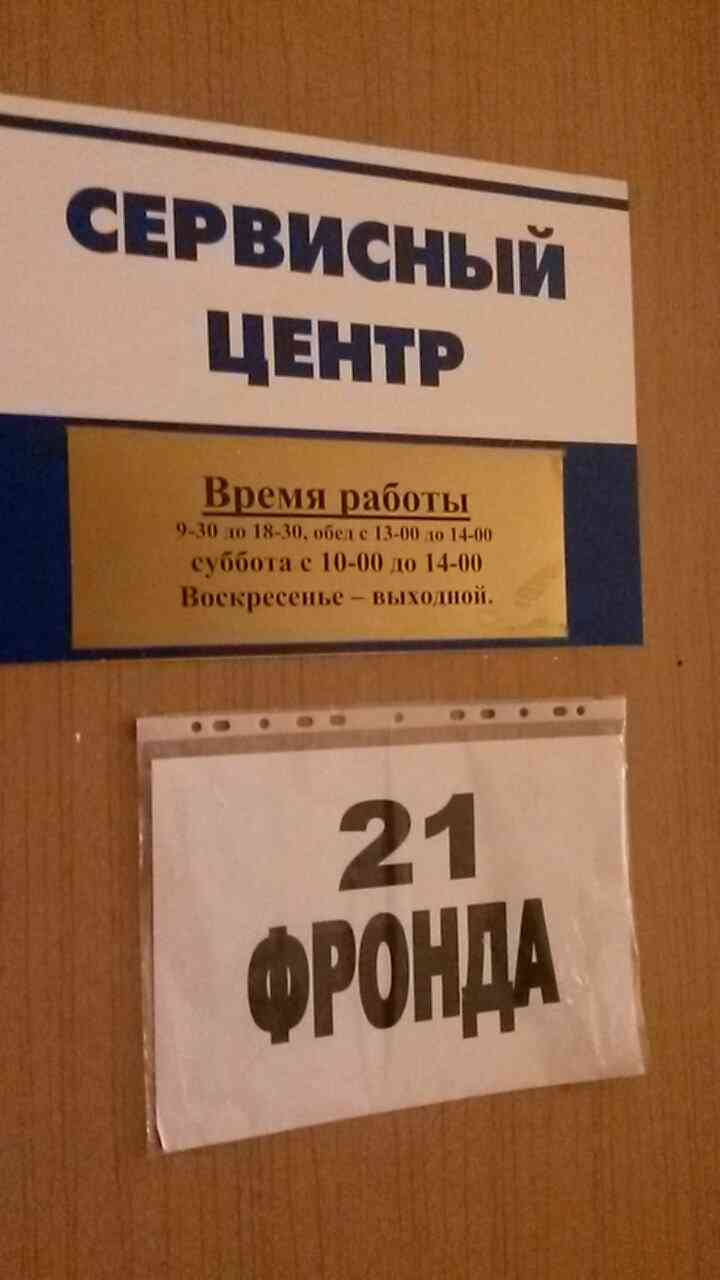 СЕРВИСНЫЙ
ЦЕНТР
Время работы
9-30 до 18-30, обед с 13-00 до 14-00
суббота с 10-00 до 14-00
Воскресенье – выходной.
21
ФРОНДА